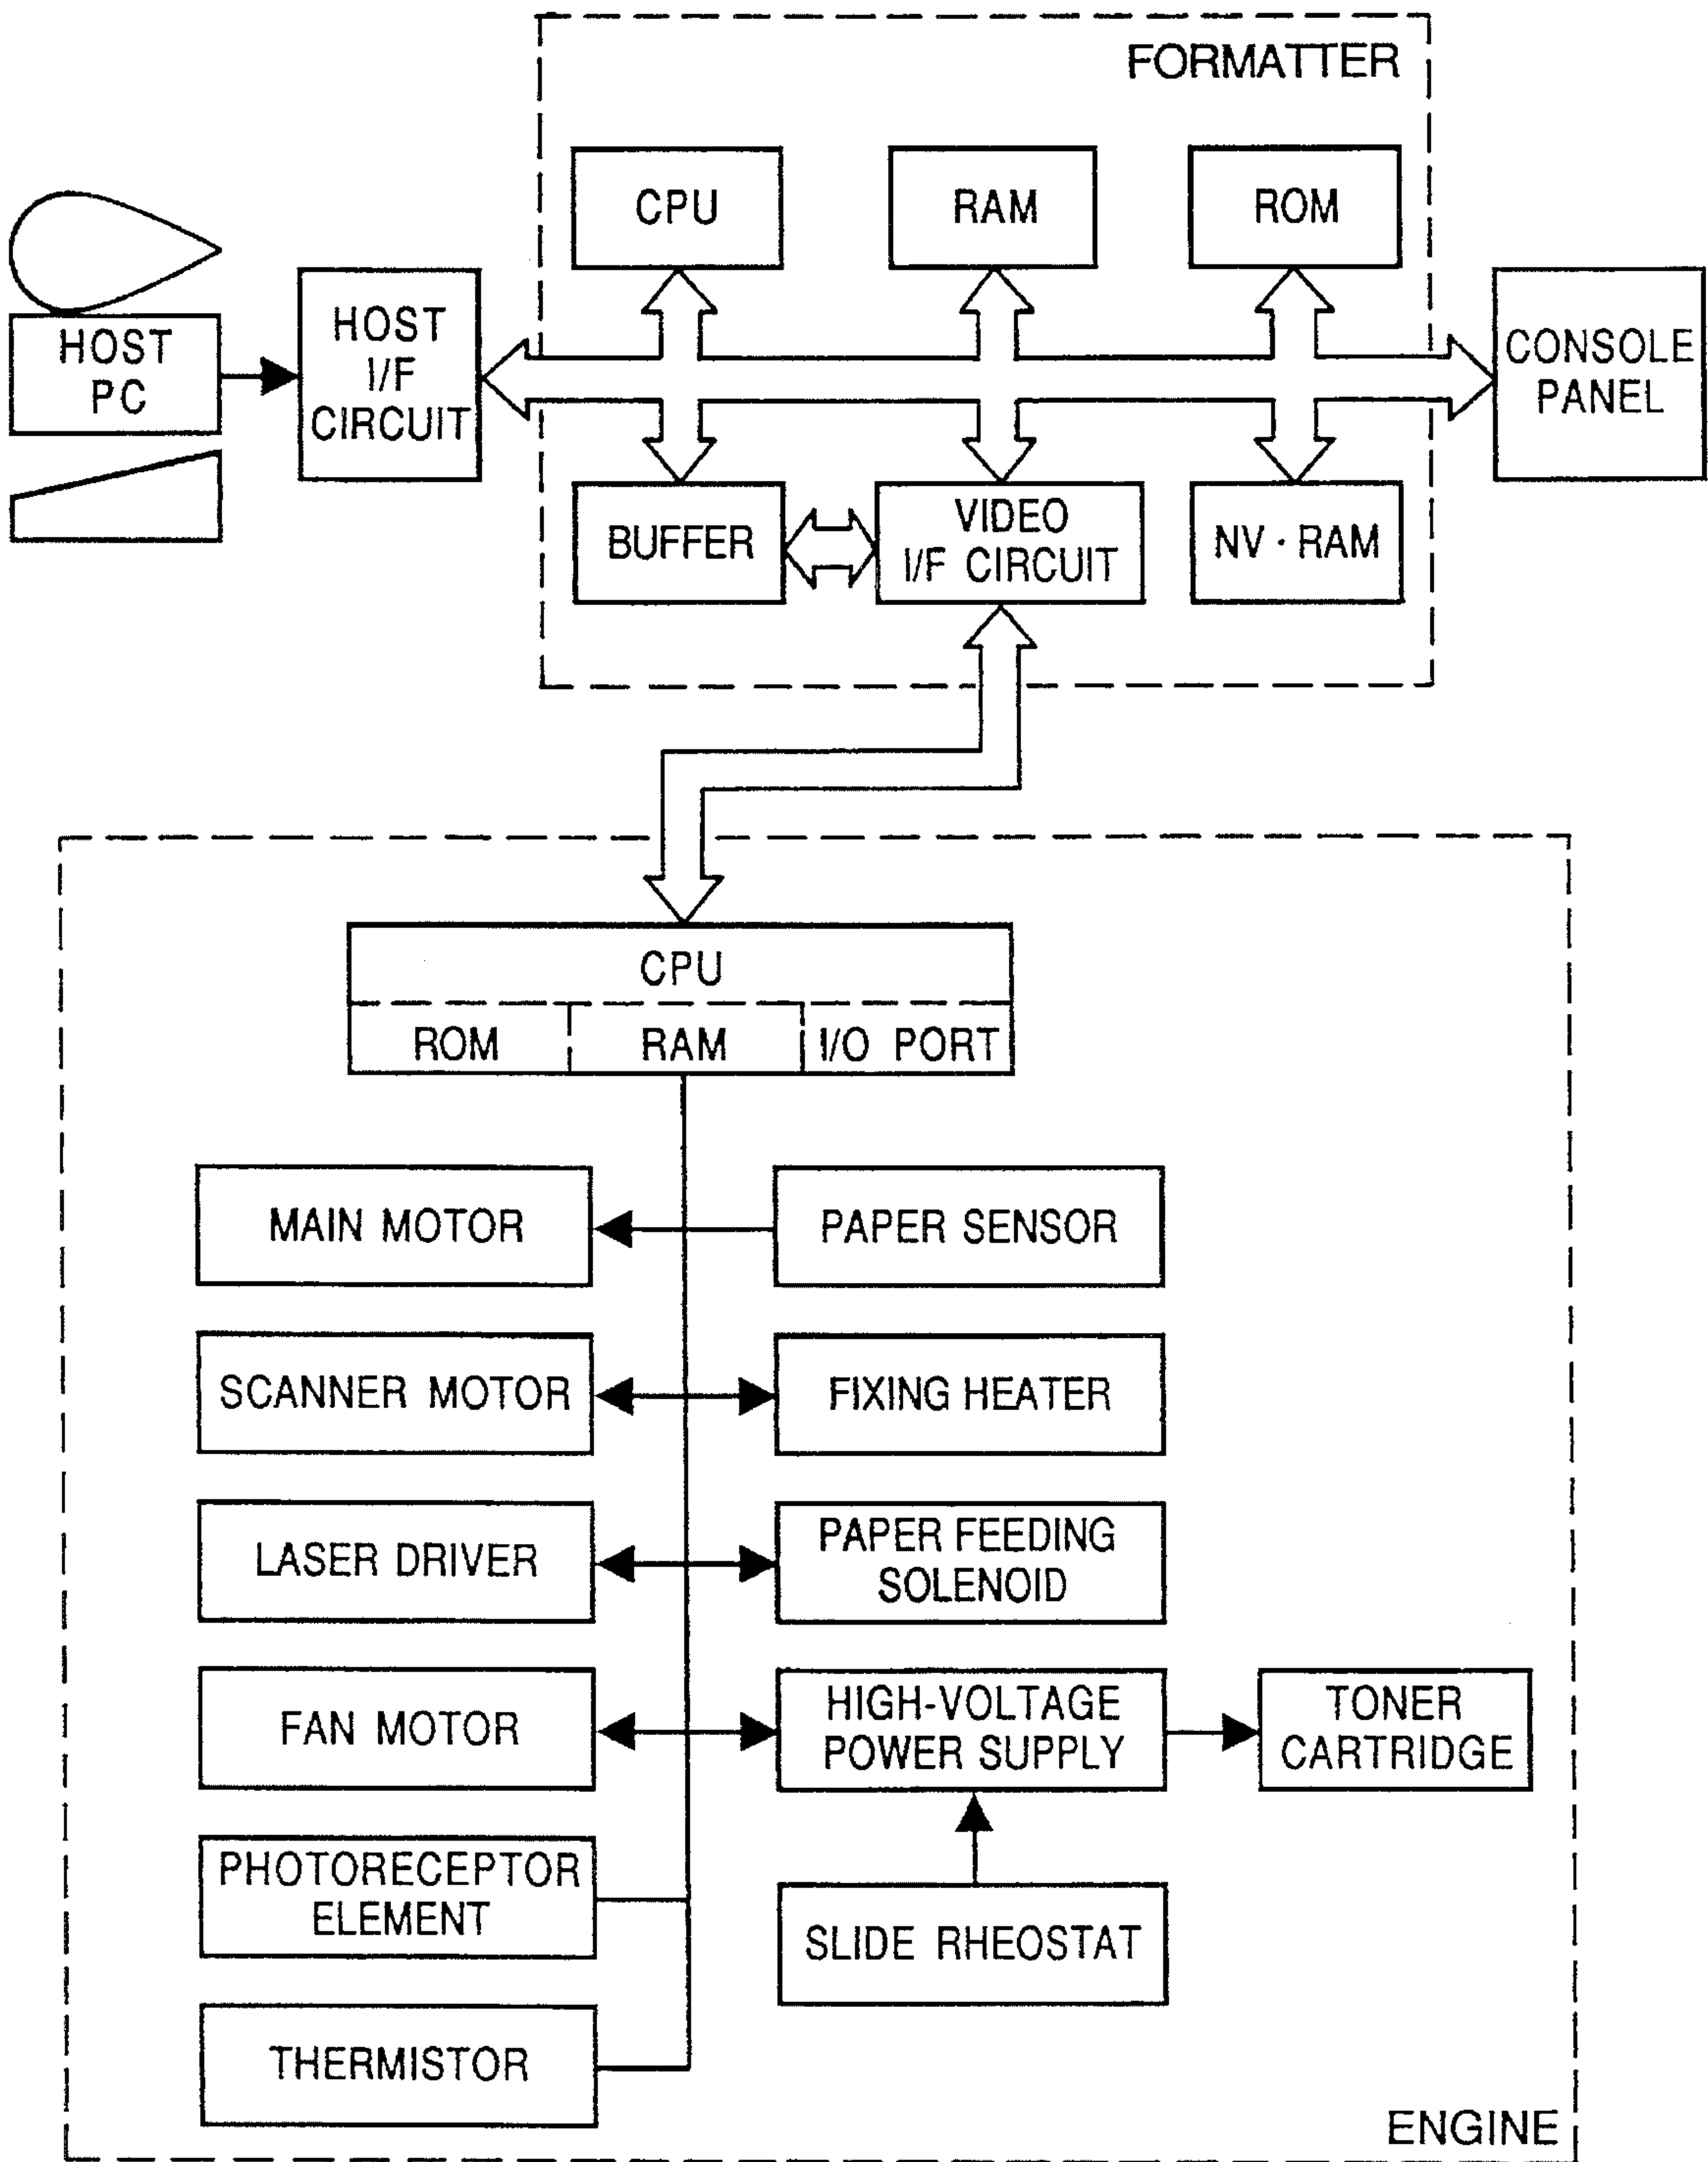 FORMATTER
CPU
RAM
ROM
HOST
PC
HOST
I/F
CIRCUIT
CONSOLE
PANEL
BUFFER
VIDEO
I/F CIRCUIT
NV·RAM
CPU
ROM
RAM
I/O PORT
MAIN MOTOR
PAPER SENSOR
SCANNER MOTOR
FIXING HEATER
LASER DRIVER
PAPER FEEDING
SOLENOID
FAN MOTOR
HIGH-VOLTAGE
POWER SUPPLY
TONER
CARTRIDGE
PHOTORECEPTOR
ELEMENT
SLIDE RHEOSTAT
THERMISTOR
ENGINE